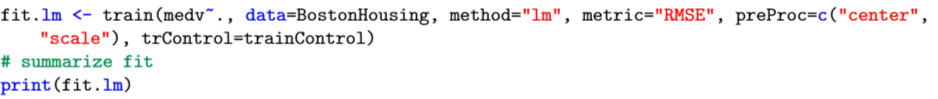 fit.lm <- train(medv~., data=BostonHousing, method="lm", metric="RMSE", preProc=c("center",
"scale"), trControl=trainControl)
# summarize fit
print(fit.lm)